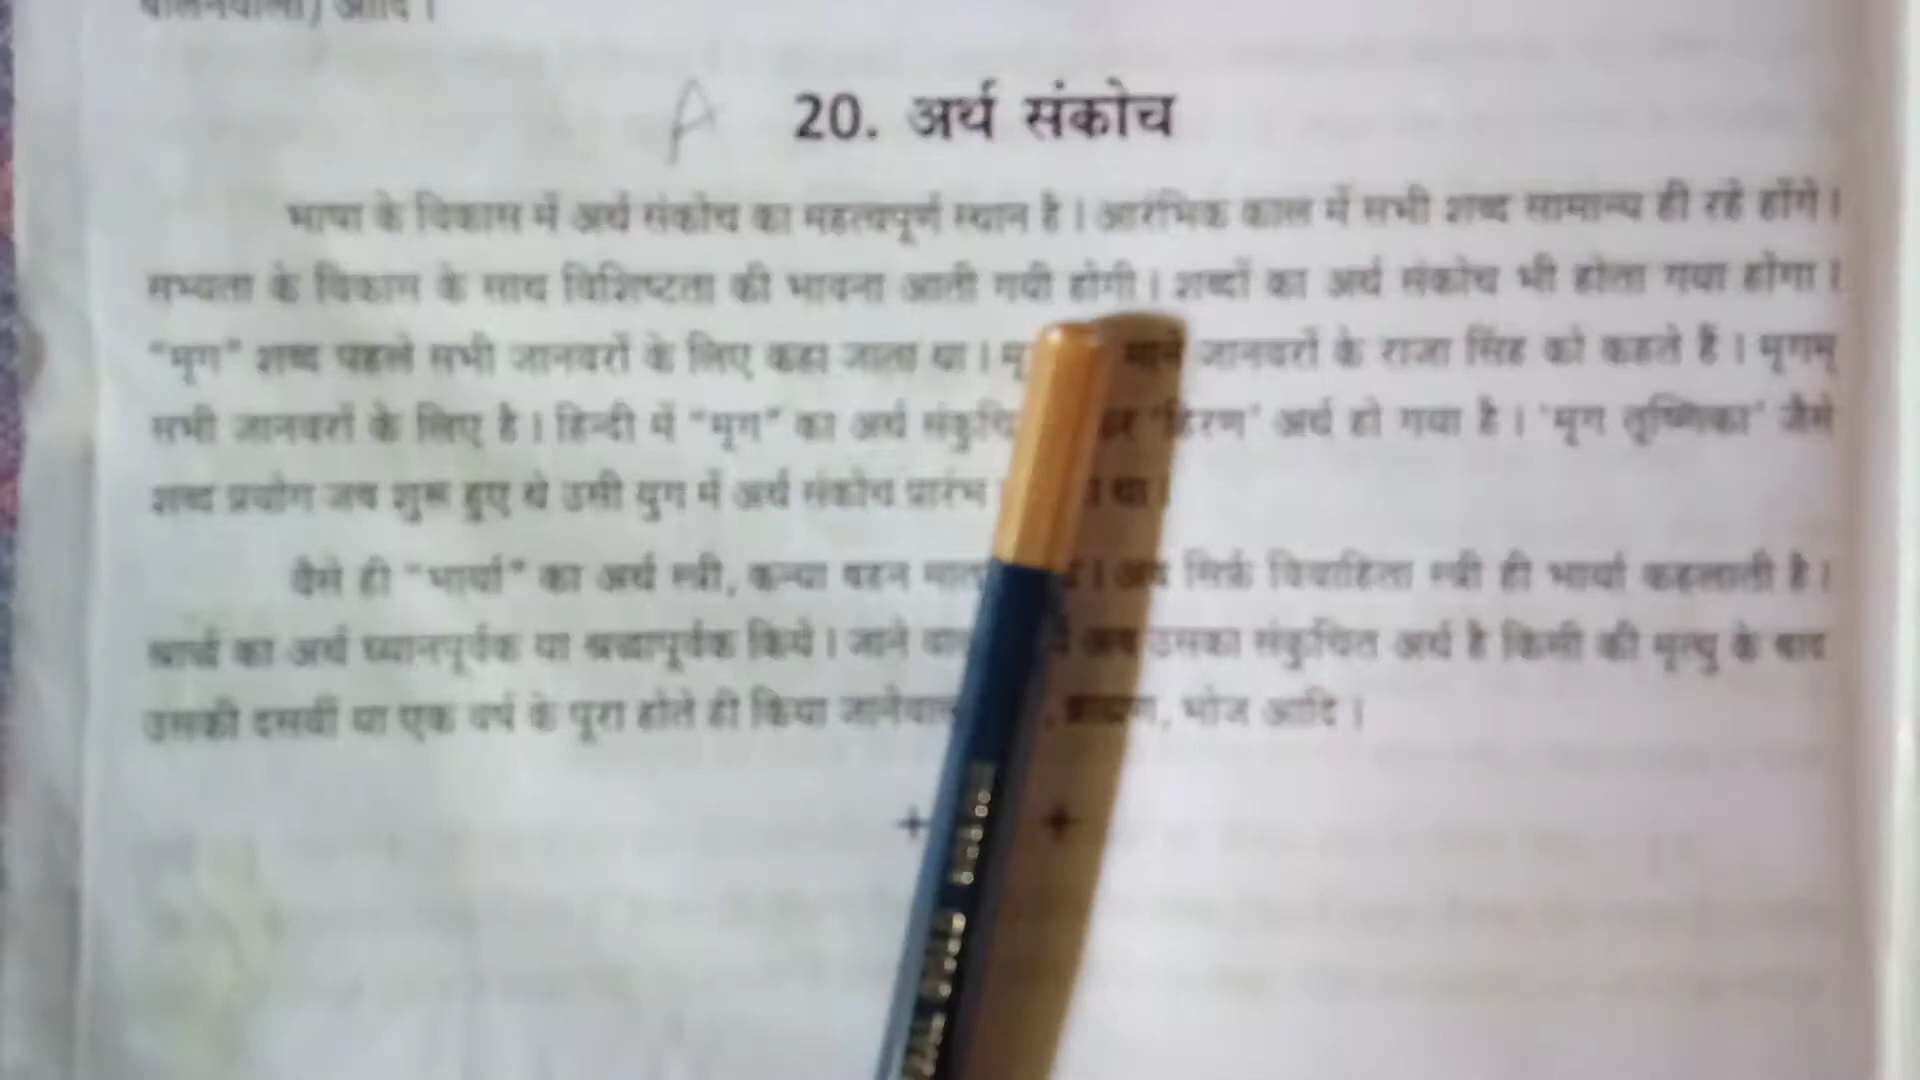 आदि ।
A 20. अर्थ संकोच
भाषा के विकास में अर्थ संकोच का महत्वपूर्ण स्थान है । आरंभिक काल में सभी शब्द सामान्य ही रहे होंगे ।
सभ्यता के विकास के साथ विशिष्टता की भावना आती गयी होगी । शब्दों का अर्थ संकोच भी होता गया होगा ।
"मृग" शब्द पहले सभी जानवरों के लिए कहा जाता था । माने जानवरों के राजा सिंह को कहते हैं । मृगम्
सभी जानवरों के लिए है । हिन्दी में "मृग" का अर्थ 'हिरण' अर्थ हो गया है । 'मृग तृष्णिका' जैसे
शब्द प्रयोग जब शुरू हुए थे उसी युग में अर्थ संकोच प्रारंभ था ।
वैसे ही "भार्या" का अर्थ स्त्री, कन्या बहन । अब सिर्फ विवाहिता स्त्री ही भार्या कहलाती है ।
का अर्थ ध्यानपूर्वक या श्रद्धापूर्वक किये । जाने अब उसका संकुचित अर्थ है किसी की मृत्यु के बाद
उसकी दसवीं या एक वर्ष के पूरा होते ही किया , भोज आदि ।
+ +